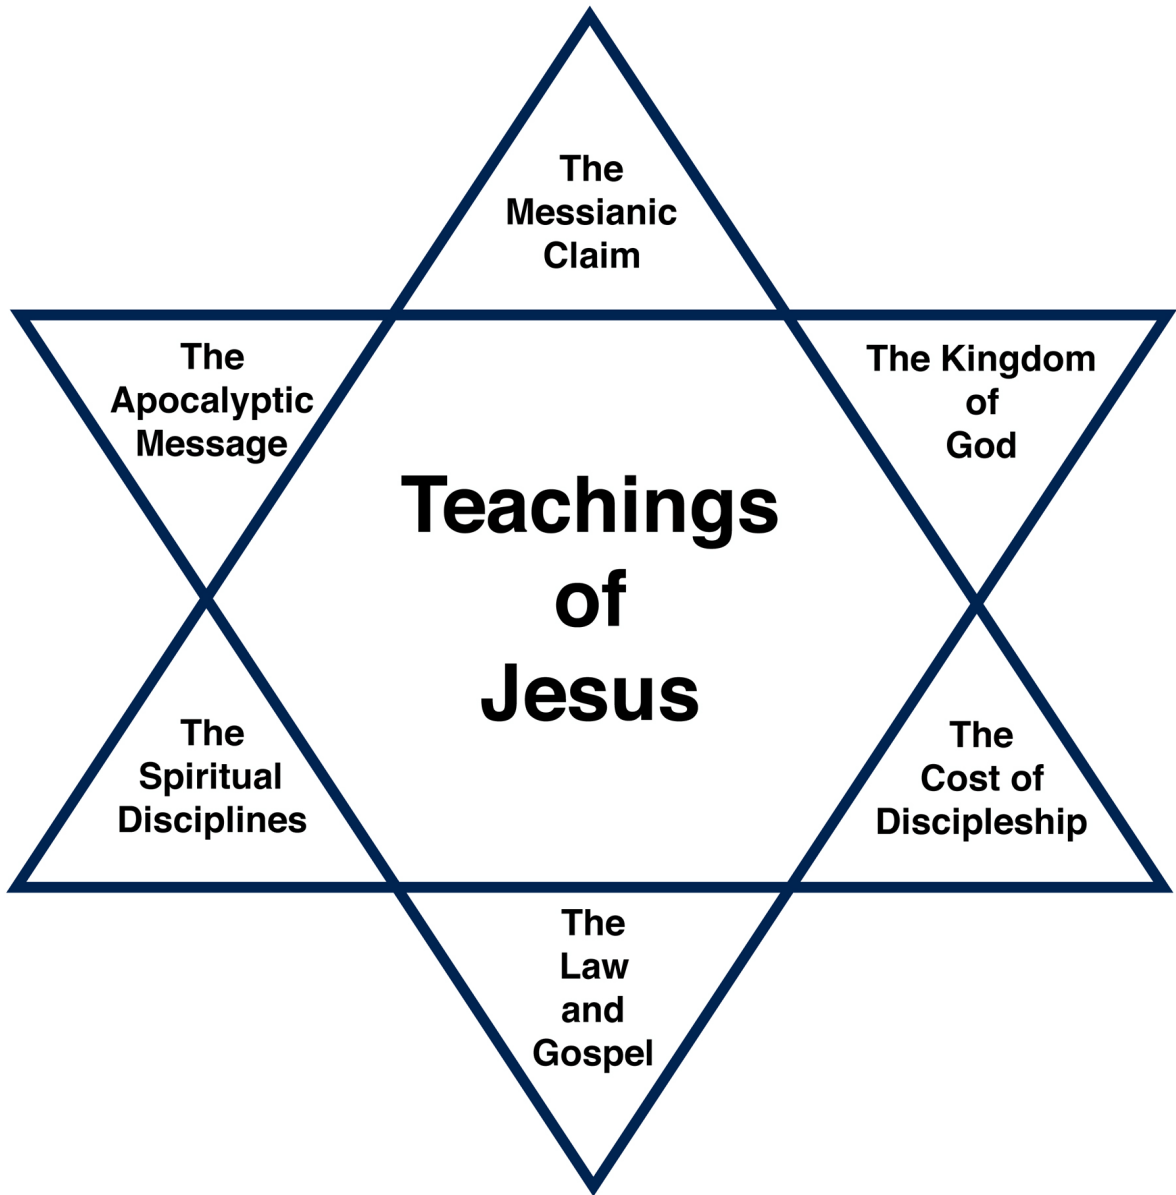 The
Messianic
Claim
The
Apocalyptic
Message
The Kingdom
of
God
Teachings
of
Jesus
The
Spiritual
Disciplines
The
Cost of
Discipleship
The
Law
and
Gospel